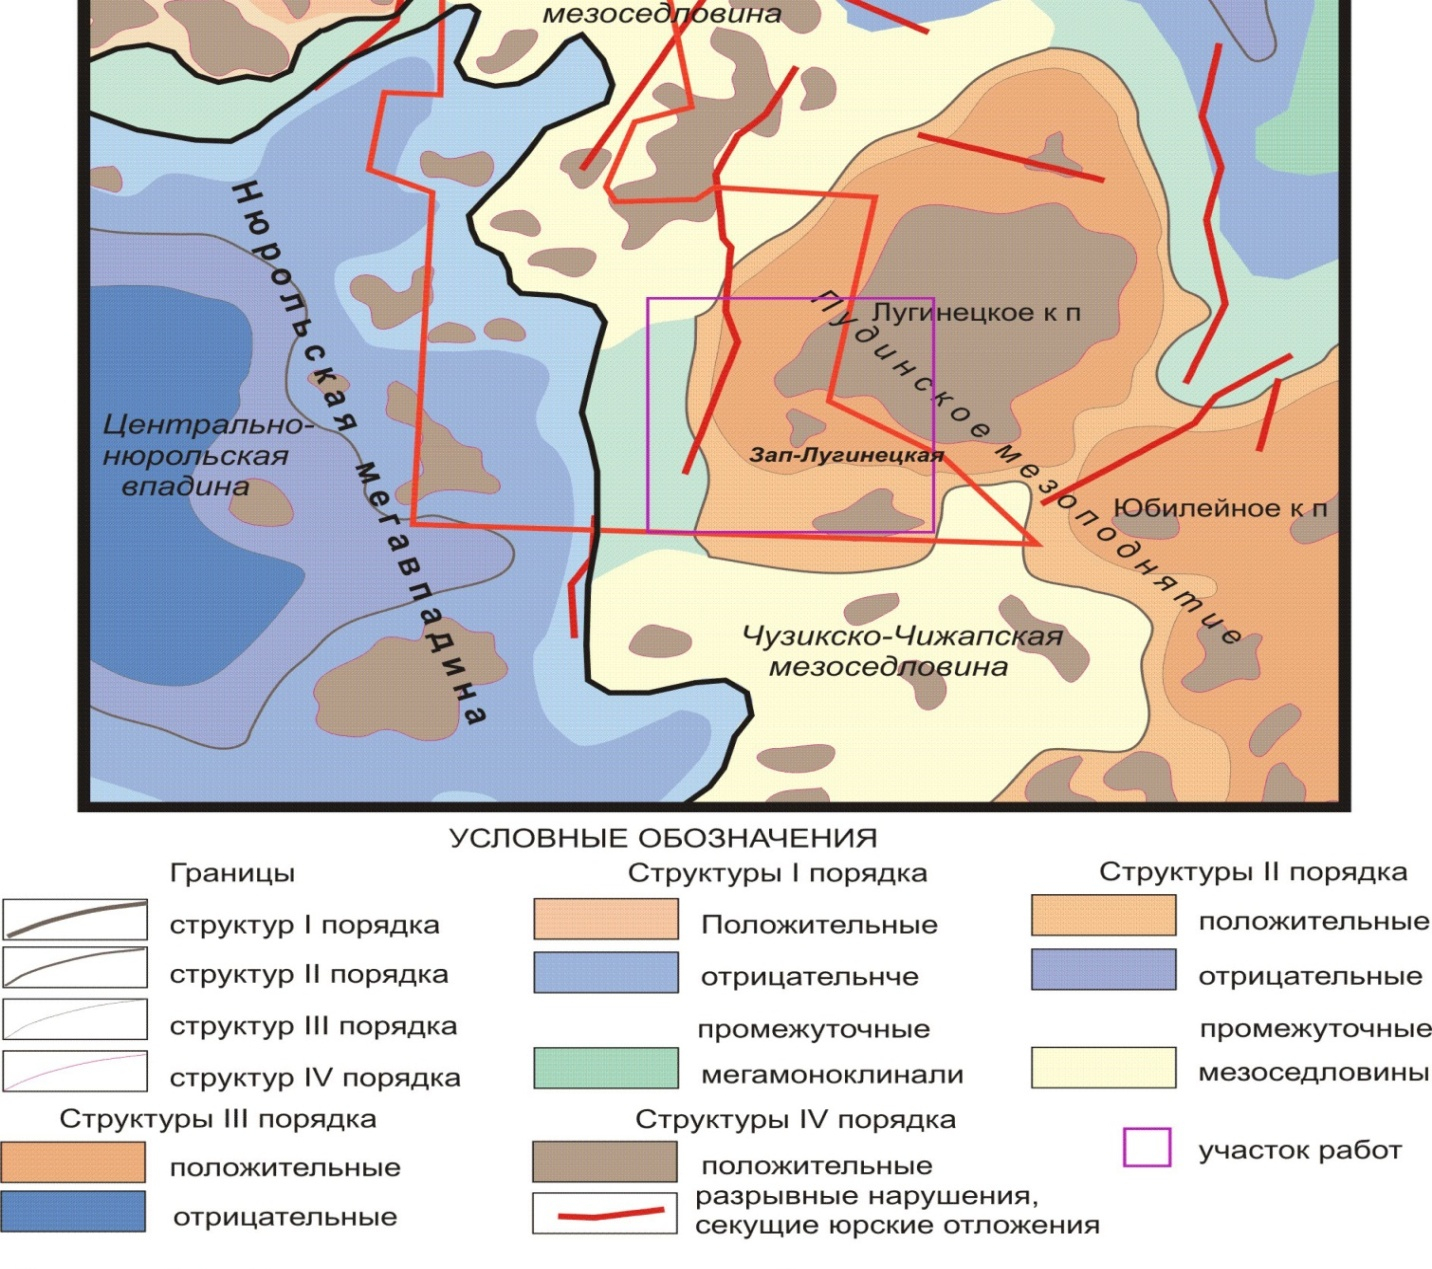 мезоседловина
Нюрольская мегавпадина
Лугинецкое к п
Пудинское мезоподнятие
Центрально-
нюрольская
впадина
Зап-Лугинецкая
Юбилейное к п
Чузикско-Чижапская
мезоседловина
УСЛОВНЫЕ ОБОЗНАЧЕНИЯ
Границы
структур I порядка
структур II порядка
структур III порядка
структур IV порядка
Структуры I порядка
Положительные
отрицательнче
промежуточные
мегамоноклинали
Структуры II порядка
положительные
отрицательные
промежуточные
мезоседловины
Структуры III порядка
положительные
отрицательные
Структуры IV порядка
положительные
разрывные нарушения,
секущие юрские отложения
участок работ